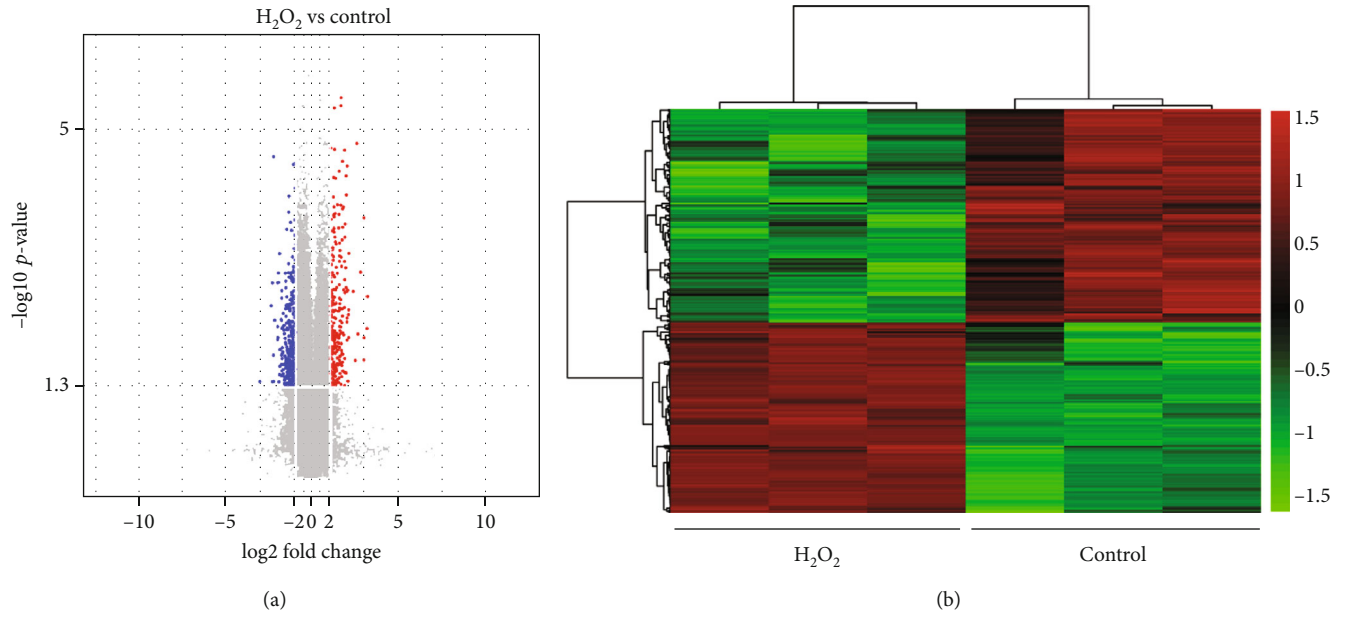 H₂O₂ vs control
5
1.3
–log10 p-value
–10 –5 –2 0 2 5 10
log2 fold change
(a)
1.5
1
0.5
0
–0.5
–1
–1.5
H₂O₂ Control
(b)